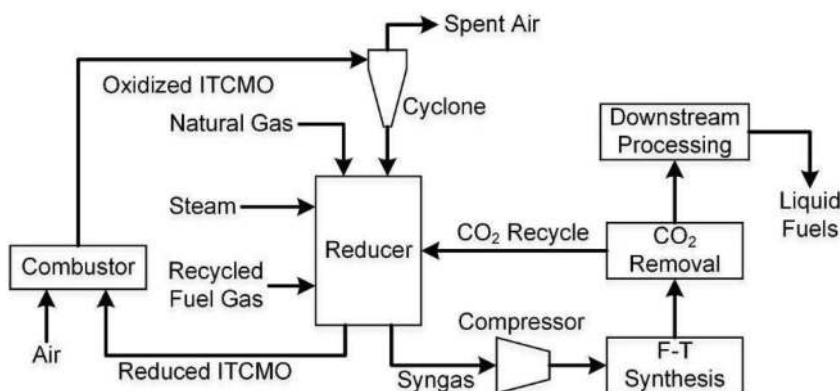 Spent Air
Oxidized ITCMO
Cyclone
Natural Gas
Downstream
Processing
Steam
Liquid
Fuels
CO₂ Recycle
CO₂
Removal
Reducer
Combustor
Recycled
Fuel Gas
Compressor
Air
Reduced ITCMO
Syngas
F-T
Synthesis